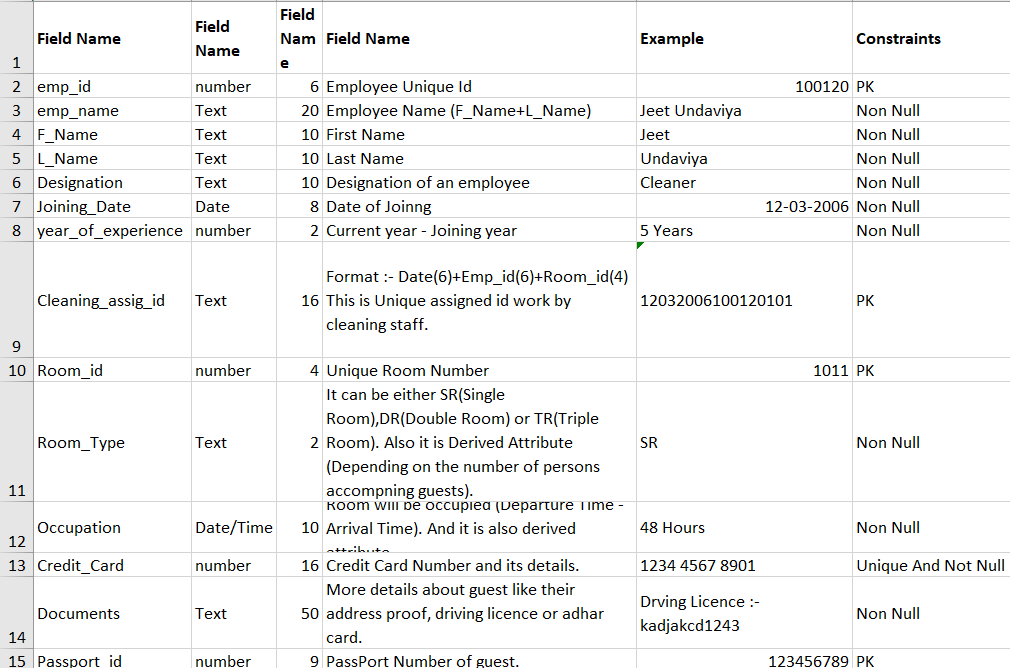 Field Name Field Name Field Name Field Name Example Constraints
1
2 emp_id number 6 Employee Unique Id 100120 PK
3 emp_name Text 20 Employee Name (F_Name+L_Name) Jeet Undaviya Non Null
4 F_Name Text 10 First Name Jeet Non Null
5 L_Name Text 10 Last Name Undaviya Non Null
6 Designation Text 10 Designation of an employee Cleaner Non Null
7 Joining_Date Date 8 Date of Joinng 12-03-2006 Non Null
8 year_of_experience number 2 Current year - Joining year 5 Years Non Null
Format :- Date(6)+Emp_id(6)+Room_id(4)
Cleaning_assig_id Text 16 This is Unique assigned id work by 12032006100120101 PK
cleaning staff.
9
10 Room_id number 4 Unique Room Number 1011 PK
It can be either SR(Single
Room),DR(Double Room) or TR(Triple
Room_Type Text 2 Room). Also it is Derived Attribute SR Non Null
(Depending on the number of persons
11 accompning guests).
Room will be occupied (Departure Time -
Occupation Date/Time 10 Arrival Time). And it is also derived 48 Hours Non Null
12 attribute
13 Credit_Card number 16 Credit Card Number and its details. 1234 4567 8901 Unique And Not Null
More details about guest like their
Documents Text 50 address proof, driving licence or adhar Drving Licence :- kadjakcd1243 Non Null
14 card.
15 Passport_id number 9 PassPort Number of guest. 123456789 PK